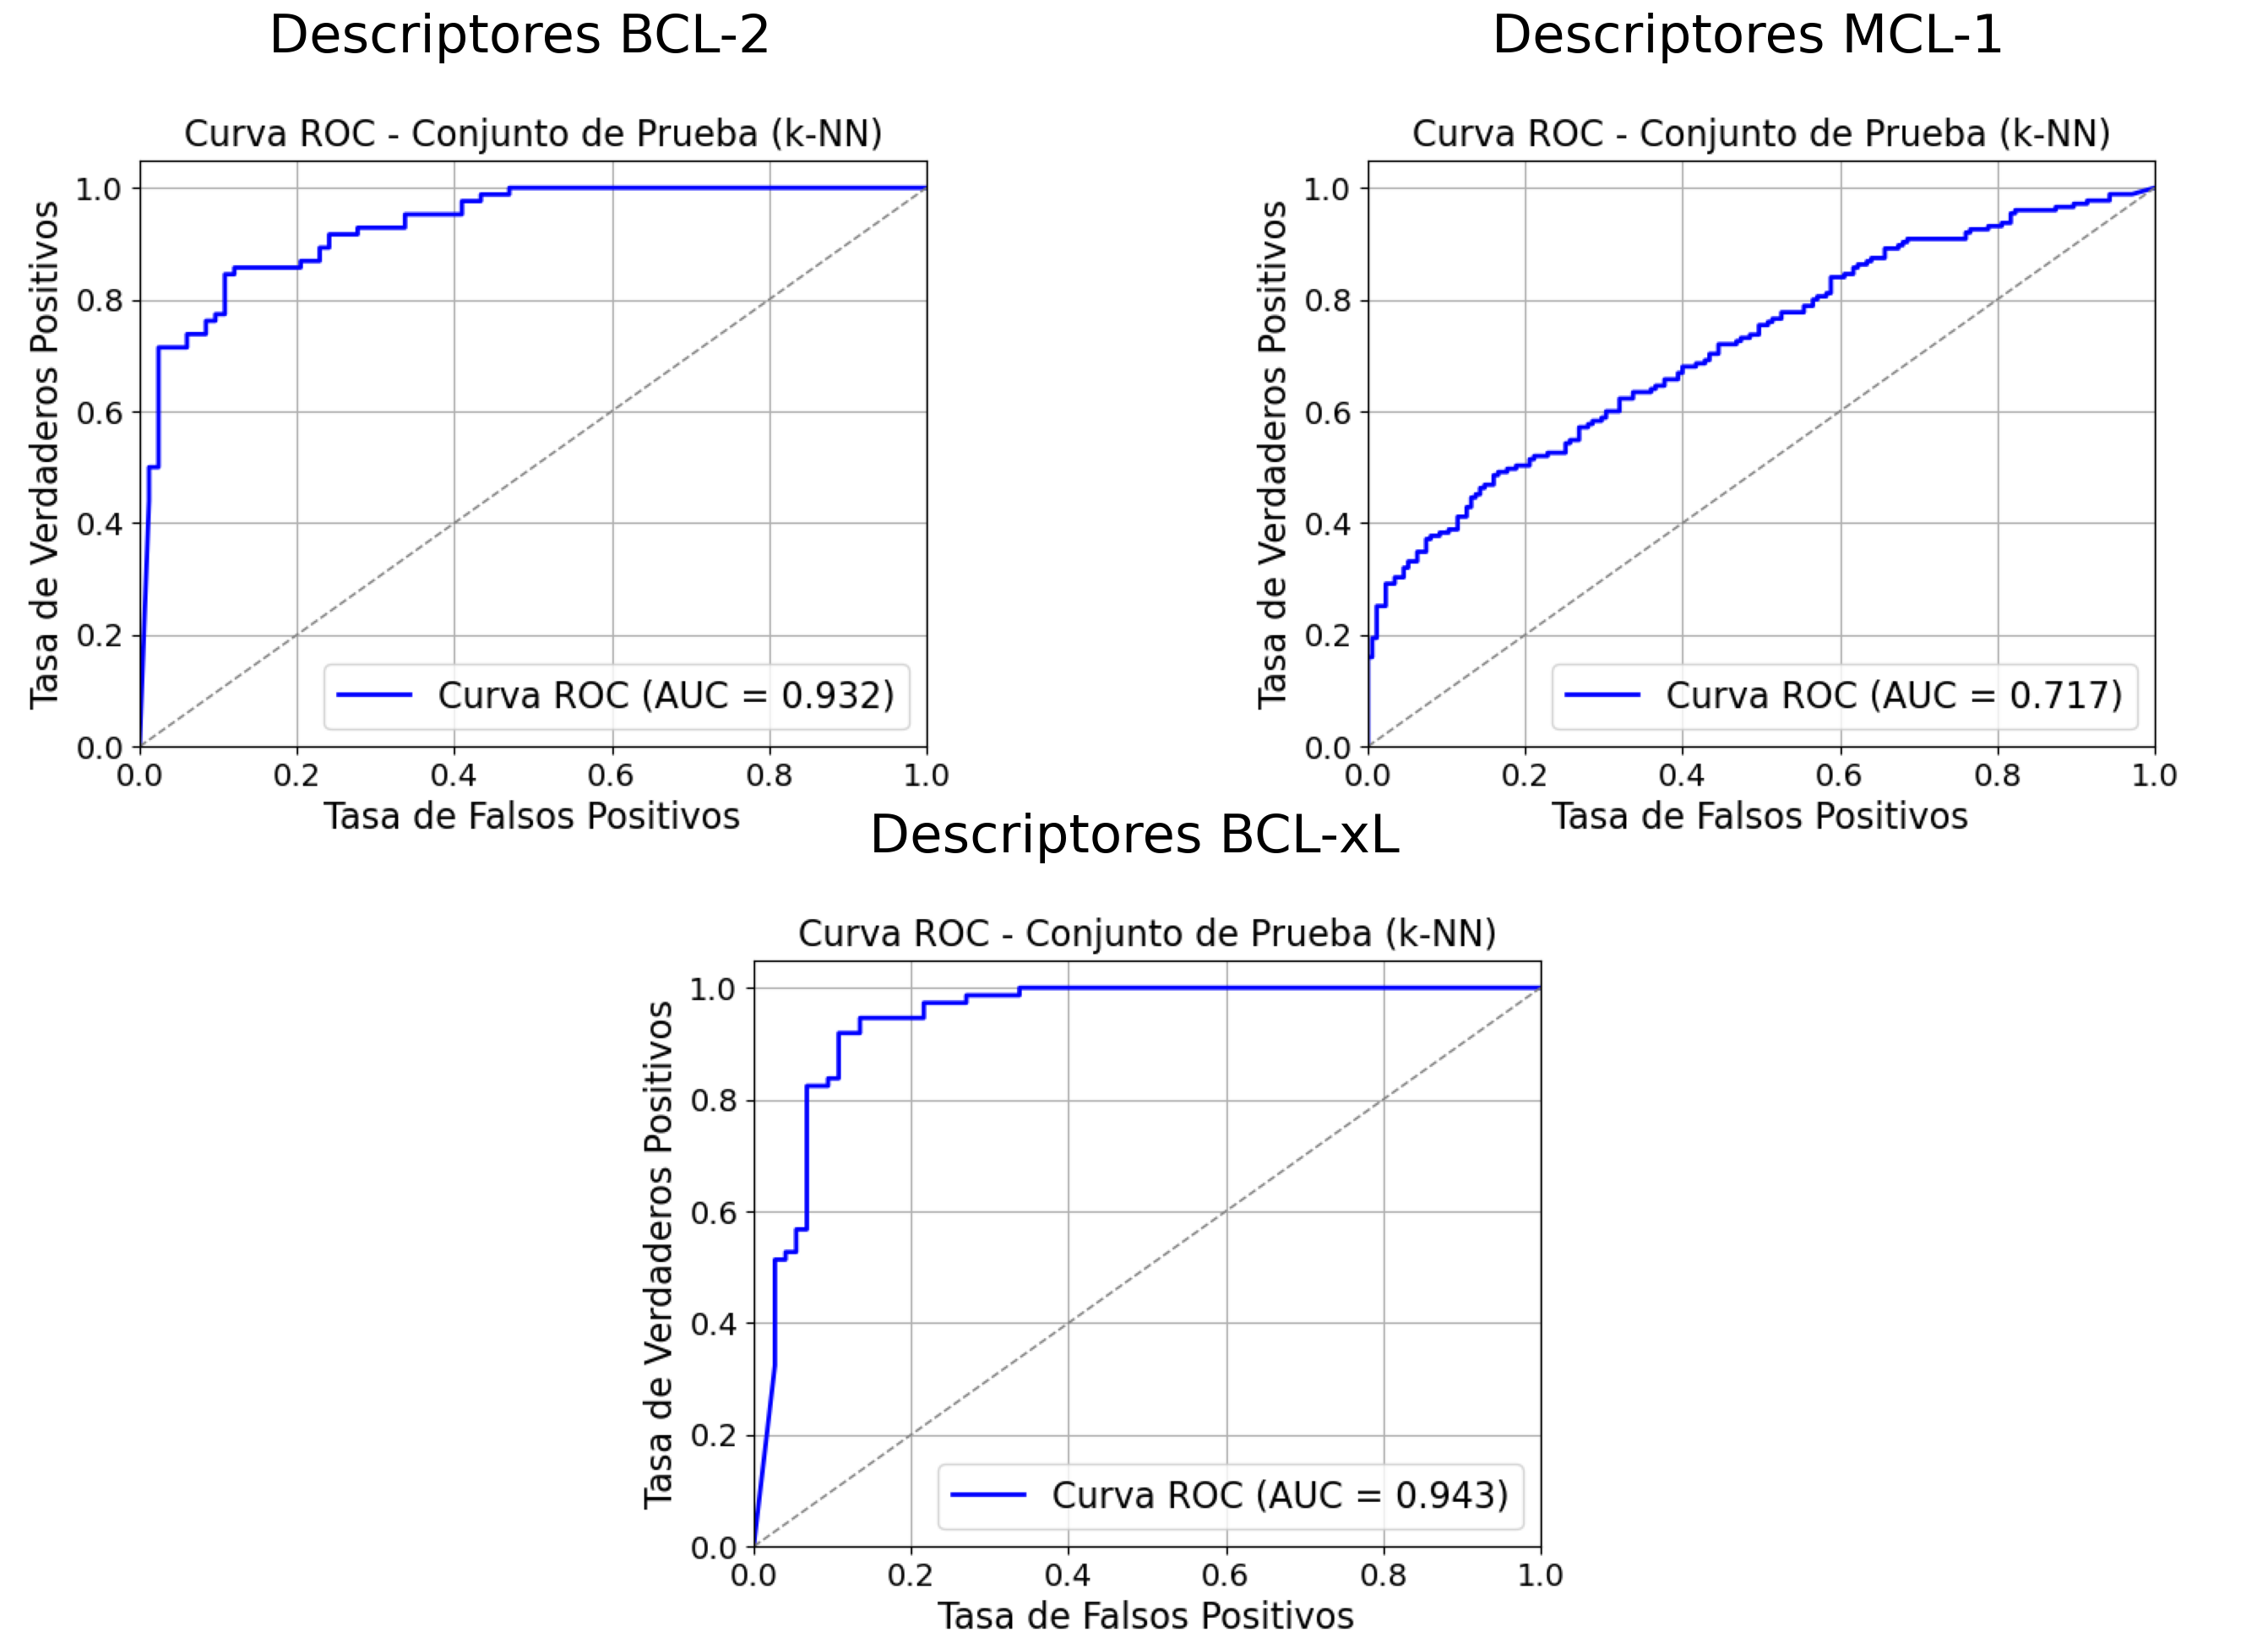 Descriptores BCL-2
Curva ROC - Conjunto de Prueba (k-NN)
Tasa de Verdaderos Positivos
1.0
0.8
0.6
0.4
0.2
0.0
Curva ROC (AUC = 0.932)
0.0 0.2 0.4 0.6 0.8 1.0
Tasa de Falsos Positivos
Descriptores MCL-1
Curva ROC - Conjunto de Prueba (k-NN)
Tasa de Verdaderos Positivos
1.0
0.8
0.6
0.4
0.2
0.0
Curva ROC (AUC = 0.717)
0.0 0.2 0.4 0.6 0.8 1.0
Tasa de Falsos Positivos
Descriptores BCL-xL
Curva ROC - Conjunto de Prueba (k-NN)
Tasa de Verdaderos Positivos
1.0
0.8
0.6
0.4
0.2
0.0
Curva ROC (AUC = 0.943)
0.0 0.2 0.4 0.6 0.8 1.0
Tasa de Falsos Positivos